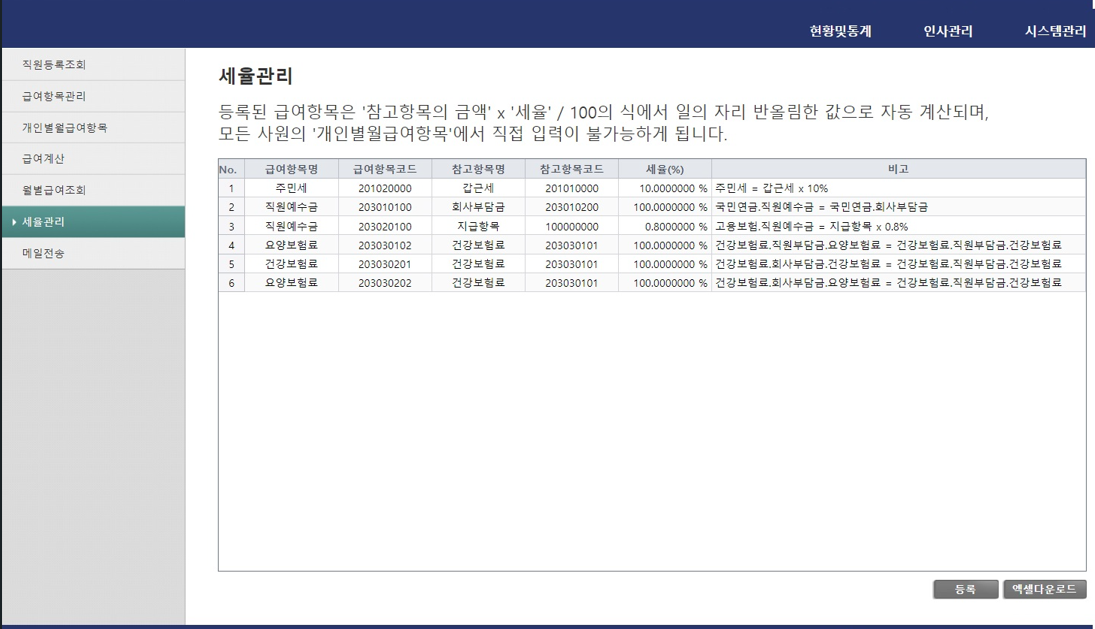 현황및통계 인사관리 시스템관리
직원등록조회
급여항목관리
개인별월급여항목
급여계산
월별급여조회
세율관리
메일전송
세율관리
등록된 급여항목은 '참고항목의 금액' x '세율' / 100의 식에서 일의 자리 반올림한 값으로 자동 계산되며,
모든 사원의 '개인별월급여항목'에서 직접 입력이 불가능하게 됩니다.
No. 급여항목명 급여항목코드 참고항목명 참고항목코드 세율(%) 비고
1 주민세 201020000 갑근세 201010000 10.0000000 % 주민세 = 갑근세 x 10%
2 직원예수금 203010100 회사부담금 203010200 100.0000000 % 국민연금.직원예수금 = 국민연금.회사부담금
3 직원예수금 203020100 지급항목 100000000 0.8000000 % 고용보험.직원예수금 = 지급항목 x 0.8%
4 요양보험료 203030102 건강보험료 203030101 100.0000000 % 건강보험료.직원부담금.요양보험료 = 건강보험료.직원부담금.건강보험료
5 건강보험료 203030201 건강보험료 203030101 100.0000000 % 건강보험료.회사부담금.건강보험료 = 건강보험료.직원부담금.건강보험료
6 요양보험료 203030202 건강보험료 203030101 100.0000000 % 건강보험료.회사부담금.요양보험료 = 건강보험료.직원부담금.건강보험료
등록 엑셀다운로드